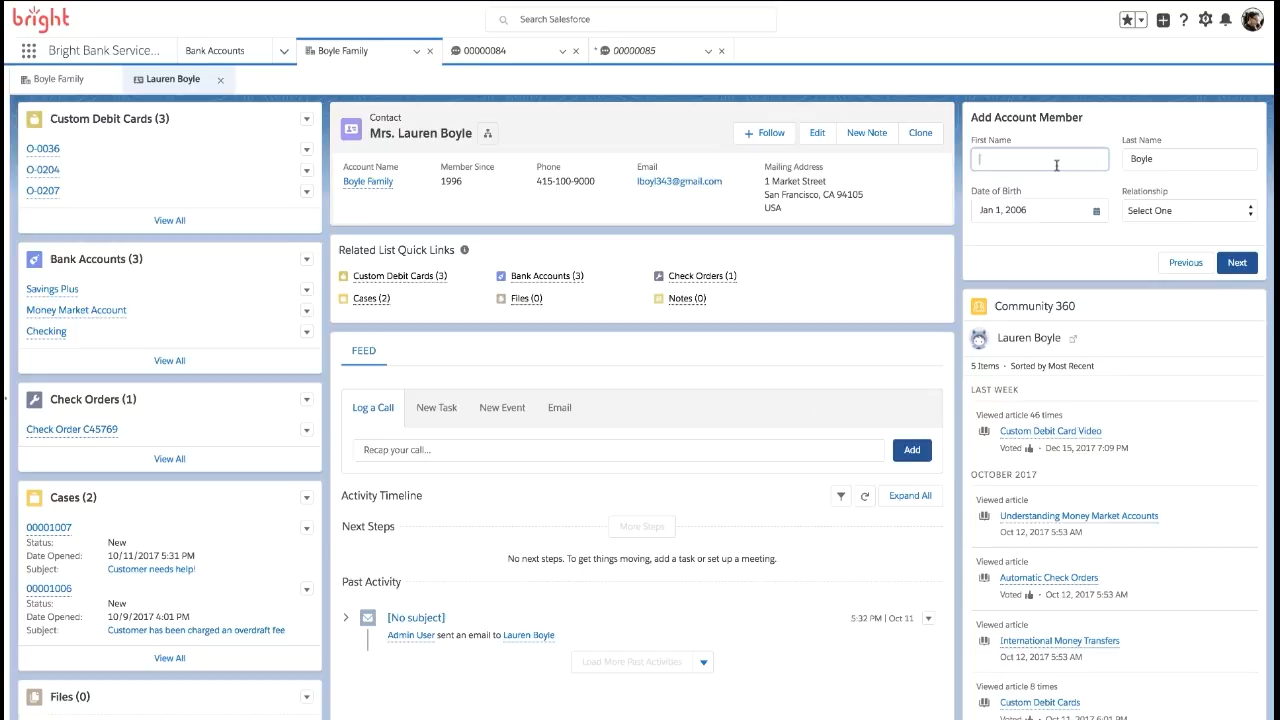 bright
Search Salesforce
Bright Bank Service...
Bank Accounts
Boyle Family
00000084
* 00000085
Boyle Family
Lauren Boyle
Custom Debit Cards (3)
O-0036
O-0204
O-0207
View All
Bank Accounts (3)
Savings Plus
Money Market Account
Checking
View All
Check Orders (1)
Check Order C45769
View All
Cases (2)
00001007
Status: New
Date Opened: 10/11/2017 5:31 PM
Subject: Customer needs help!
00001006
Status: New
Date Opened: 10/9/2017 4:01 PM
Subject: Customer has been charged an overdraft fee
View All
Files (0)
Contact
Mrs. Lauren Boyle
Follow
Edit
New Note
Clone
Account Name
Boyle Family
Member Since
1996
Phone
415-100-9000
Email
lboyl343@gmail.com
Mailing Address
1 Market Street
San Francisco, CA 94105
USA
Related List Quick Links
Custom Debit Cards (3)
Bank Accounts (3)
Check Orders (1)
Cases (2)
Files (0)
Notes (0)
FEED
Log a Call
New Task
New Event
Email
Recap your call...
Add
Activity Timeline
Expand All
Next Steps
More Steps
No next steps. To get things moving, add a task or set up a meeting.
Past Activity
[No subject]
5:32 PM | Oct 11
Admin User sent an email to Lauren Boyle
Load More Past Activities
Add Account Member
First Name
Last Name
Boyle
Date of Birth
Jan 1, 2006
Relationship
Select One
Previous
Next
Community 360
Lauren Boyle
5 Items · Sorted by Most Recent
LAST WEEK
Viewed article 46 times
Custom Debit Card Video
Voted · Dec 15, 2017 7:09 PM
OCTOBER 2017
Viewed article
Understanding Money Market Accounts
Oct 12, 2017 5:53 AM
Viewed article
Automatic Check Orders
Voted · Oct 12, 2017 5:53 AM
Viewed article
International Money Transfers
Oct 12, 2017 5:53 AM
Viewed article 8 times
Custom Debit Cards
Voted · Oct 11, 2017 6:01 PM